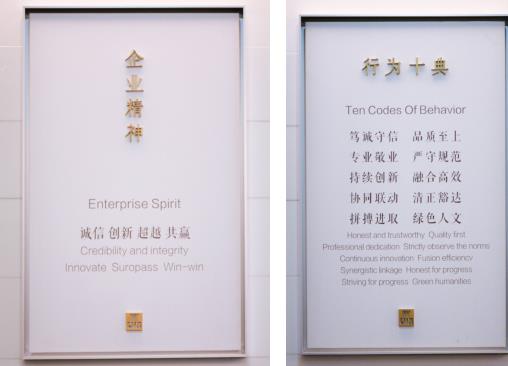 企业精神
Enterprise Spirit
诚信 创新 超越 共赢
Credibility and integrity
Innovate Suropass Win-win
行为十典
Ten Codes Of Behavior
笃诚守信 品质至上
专业敬业 严守规范
持续创新 融合高效
协同联动 清正豁达
拼搏进取 绿色人文
Honest and trustworthy Quality first
Professional dedication Strictly observe the norms
Continuous innovation Fusion efficiency
Synergistic linkage Honest for progress
Striving for progress Green humanities